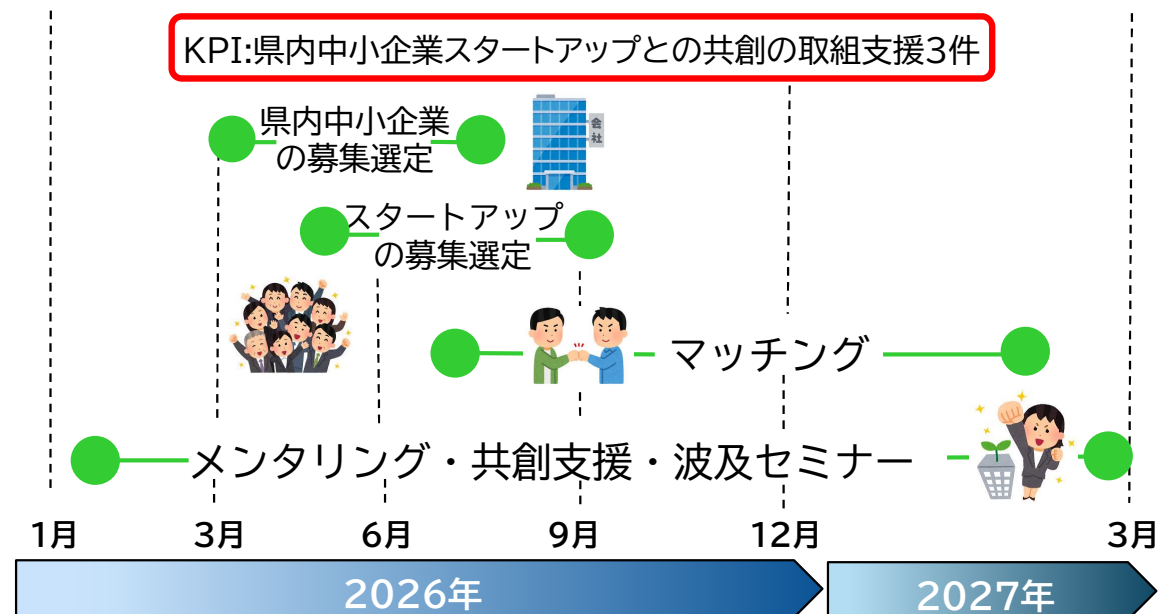 KPI:県内中小企業スタートアップとの共創の取組支援3件
県内中小企業
の募集選定
会社
スタートアップ
の募集選定
マッチング
メンタリング・共創支援・波及セミナー
1月 3月 6月 9月 12月 3月
2026年 2027年